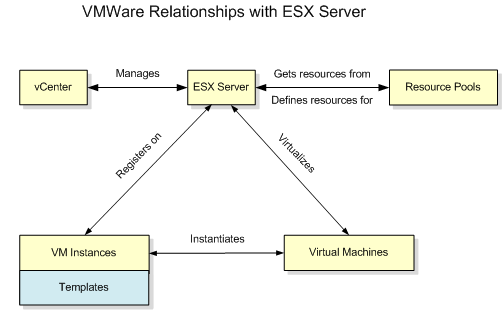 VMWare Relationships with ESX Server
Manages
Gets resources from
vCenter
ESX Server
Resource Pools
Defines resources for
Registers on
Virtualizes
VM Instances
Instantiates
Virtual Machines
Templates